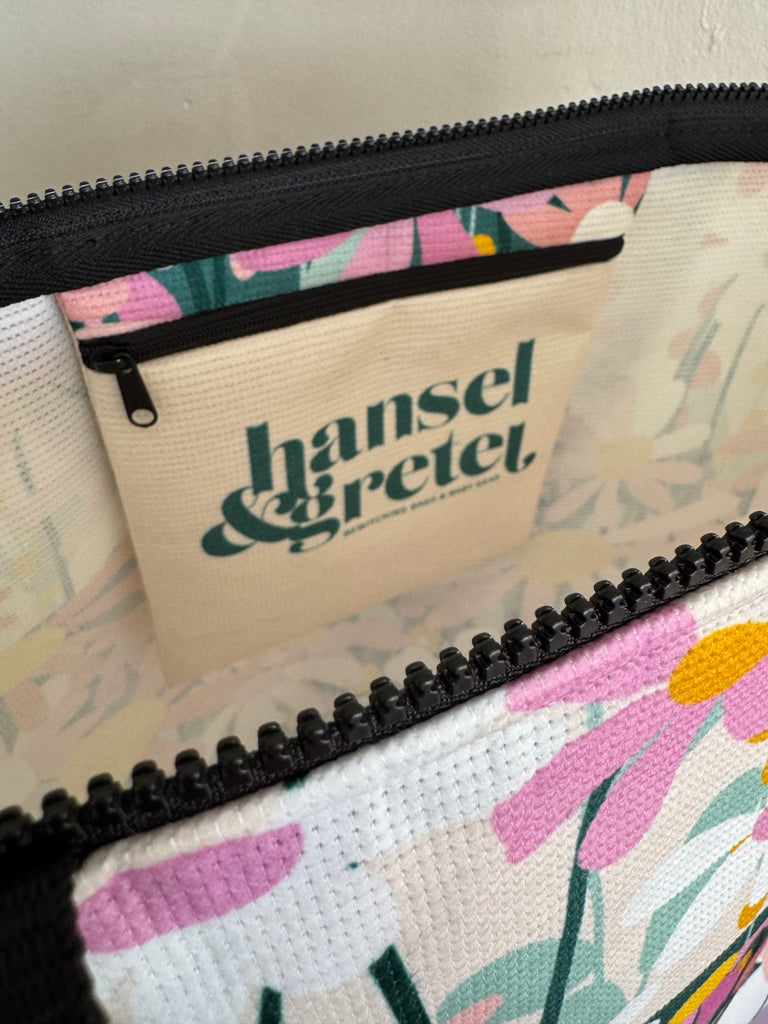 hansel
& gretel
BEWITCHING BAGS & BABY GEAR